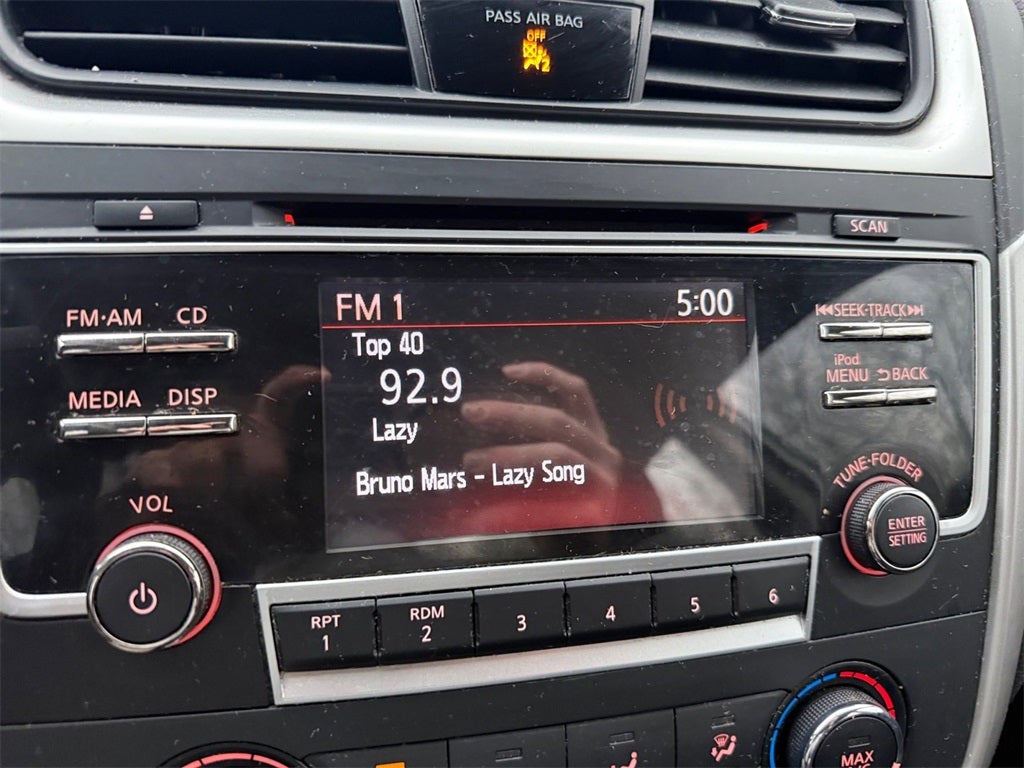 PASS AIR BAG
OFF
2
SCAN
FM·AM CD
FM 1 5:00
SEEK·TRACK
Top 40
iPod
MENU BACK
92.9
MEDIA DISP
Lazy
TUNE·FOLDER
Bruno Mars - Lazy Song
VOL
ENTER
SETTING
RPT
1
RDM
2
3
4
5
6
MAX